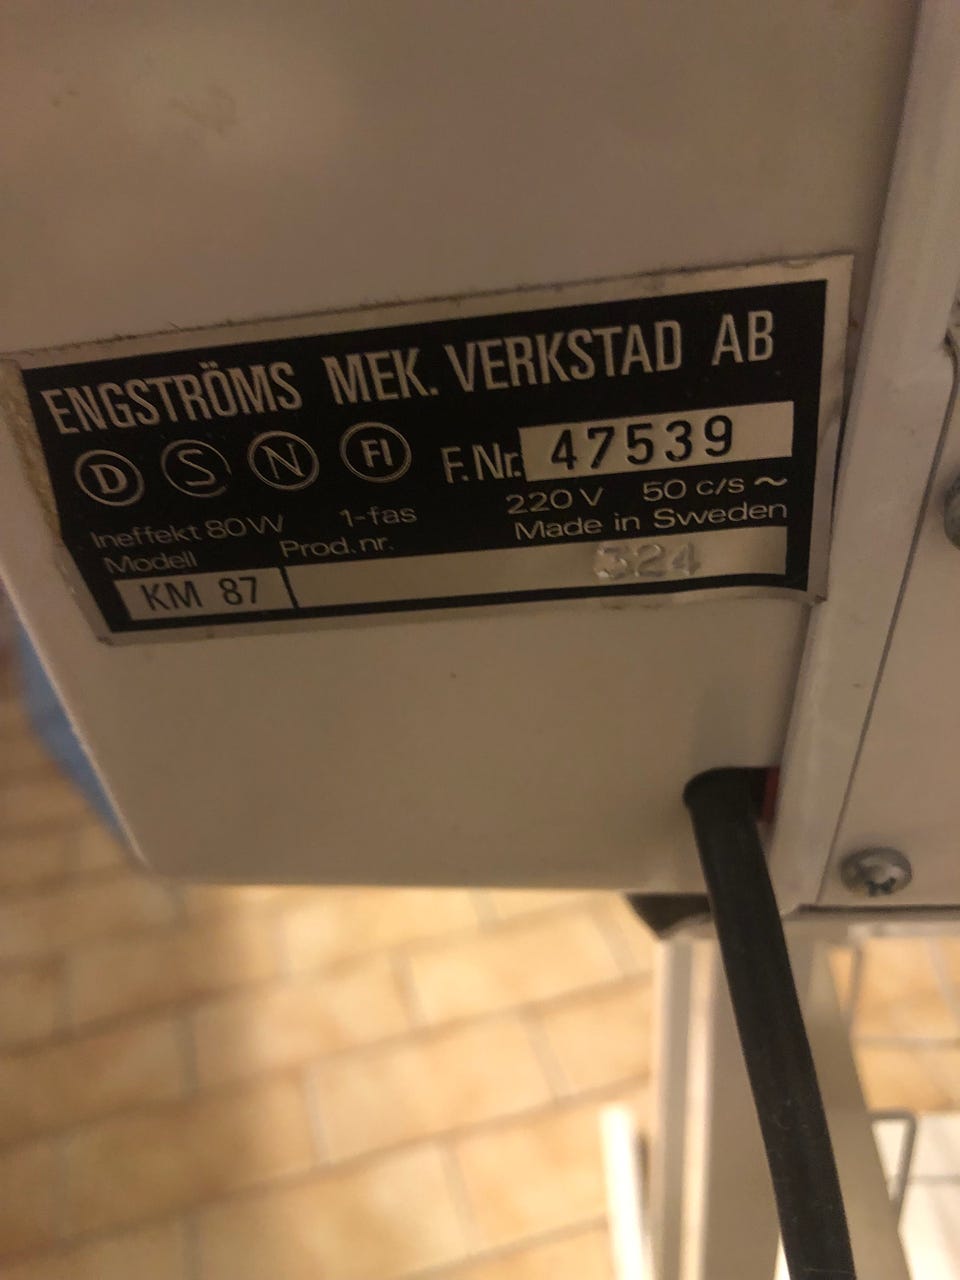 ENGSTRÖMS MEK. VERKSTAD AB
D S N FI F.Nr. 47539
Ineffekt 80W 1-fas 220 V 50 c/s ~
Modell Prod.nr. Made in Sweden
KM 87 324